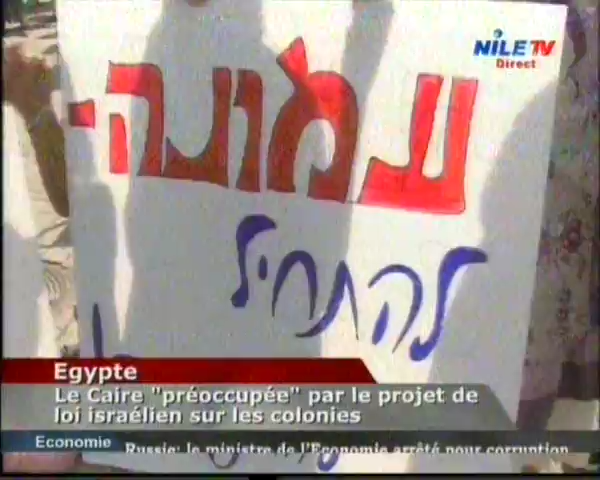 NILE TV
Direct
עמונה-
להתחיל
Egypte
Le Caire "préoccupée" par le projet de
loi israélien sur les colonies
Economie
Russie: le ministre de l'Economie arrêté pour corruption